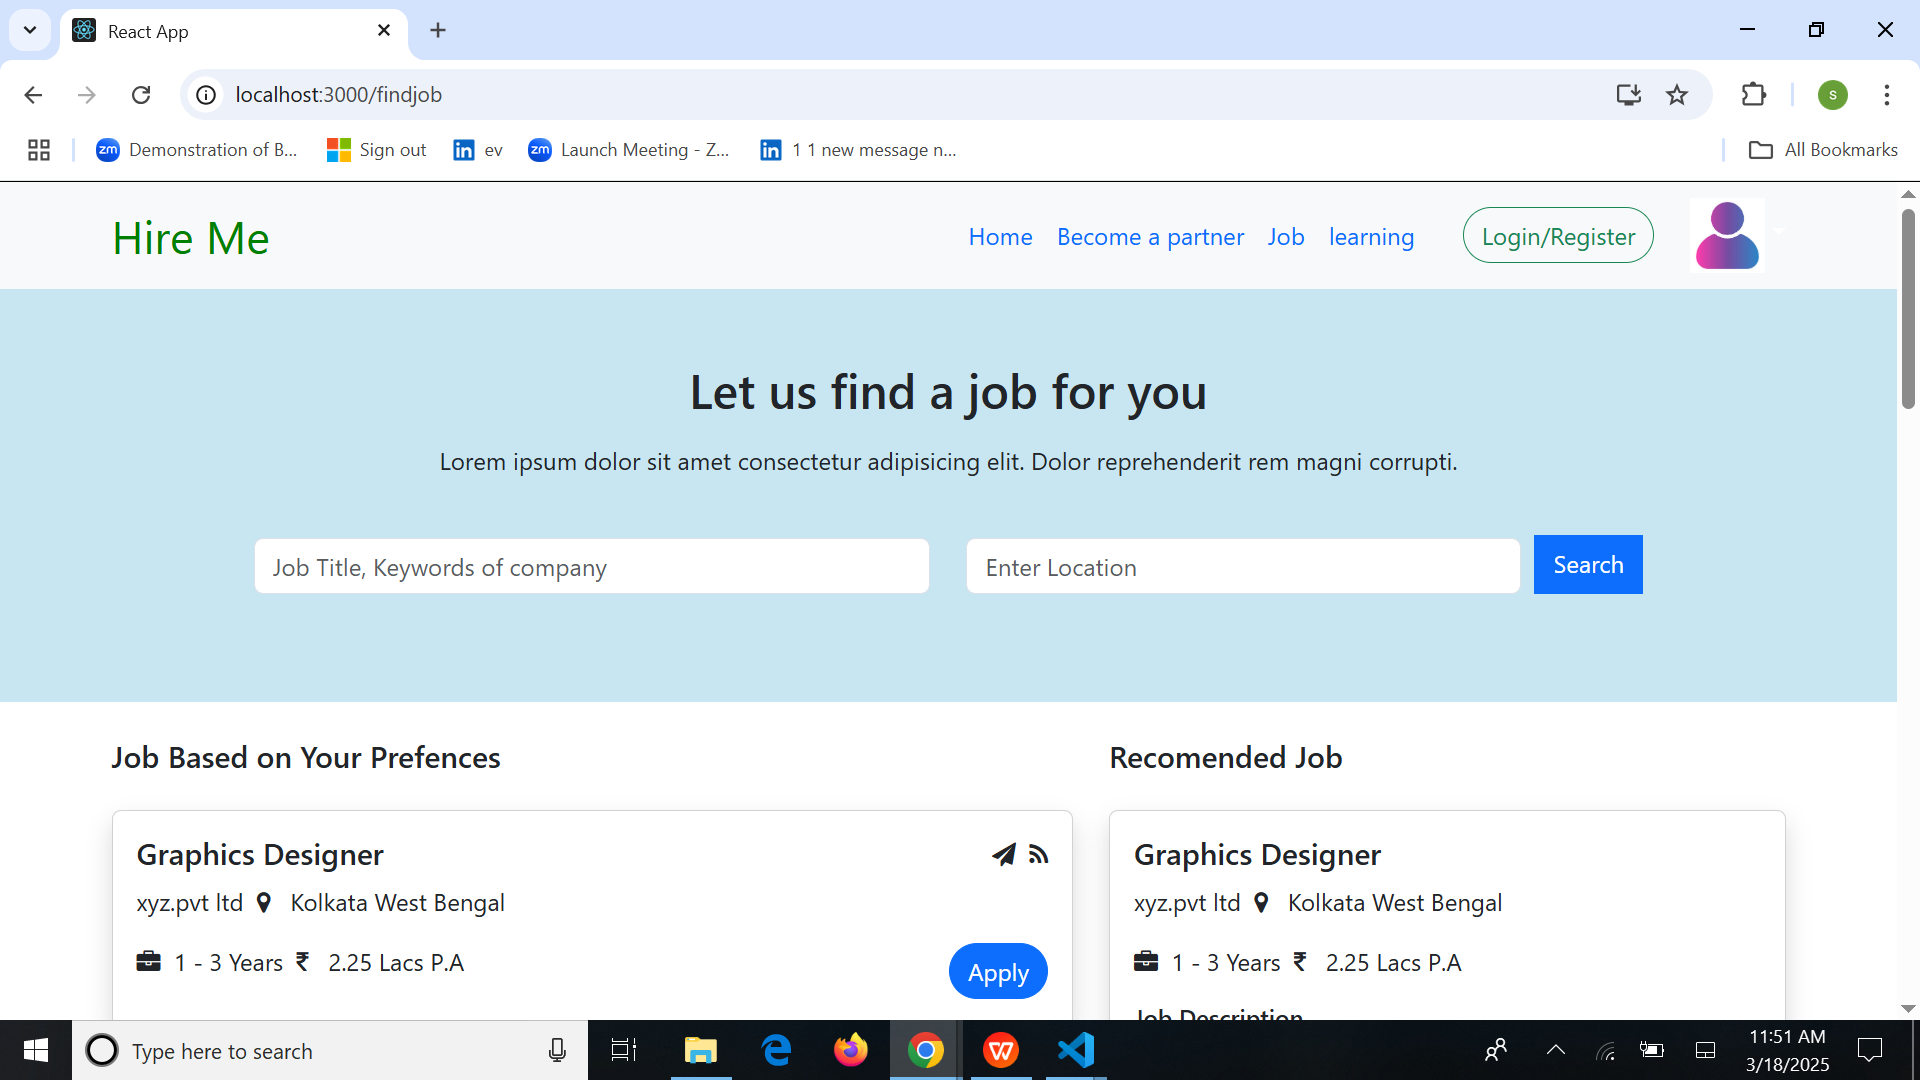 React App
localhost:3000/findjob
Demonstration of B...
Sign out
ev
Launch Meeting - Z...
1 1 new message n...
All Bookmarks
Hire Me
Home
Become a partner
Job
learning
Login/Register
Let us find a job for you
Lorem ipsum dolor sit amet consectetur adipisicing elit. Dolor reprehenderit rem magni corrupti.
Job Title, Keywords of company
Enter Location
Search
Job Based on Your Prefences
Graphics Designer
xyz.pvt ltd Kolkata West Bengal
1 - 3 Years ₹ 2.25 Lacs P.A
Apply
Recomended Job
Graphics Designer
xyz.pvt ltd Kolkata West Bengal
1 - 3 Years ₹ 2.25 Lacs P.A
Job Description
Type here to search
11:51 AM
3/18/2025